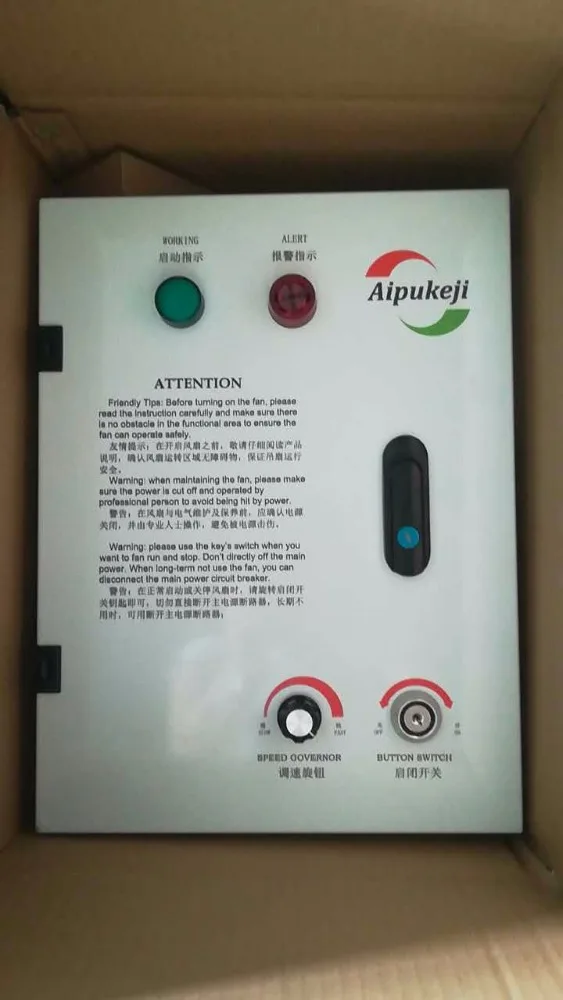 WORKING
启动指示
ALERT
报警指示
Aipukeji
ATTENTION
Friendly Tips: Before turning on the fan, please
read the instruction carefully and make sure there
is no obstacle in the functional area to ensure the
fan can operate safely.
友情提示：在开启风扇之前，敬请仔细阅读产品
说明，确认风扇运转区域无障碍物，保证吊扇运行
安全。
Warning: when maintaining the fan, please make
sure the power is cut off and operated by
professional person to avoid being hit by power.
警告：在风扇与电气维护及保养前，应确认电源
关闭，并由专业人士操作，避免被电源击伤。
Warning: please use the key's switch when you
want to fan run and stop. Don't directly off the main
power. When long-term not use the fan, you can
disconnect the main power circuit breaker.
警告：在正常启动或关停风扇时，请旋转启闭开
关钥匙即可，切勿直接断开主电源断路器，长期不
用时，可用断开主电源断路器；
SPEED GOVERNOR
调速旋钮
BUTTON SWITCH
启闭开关